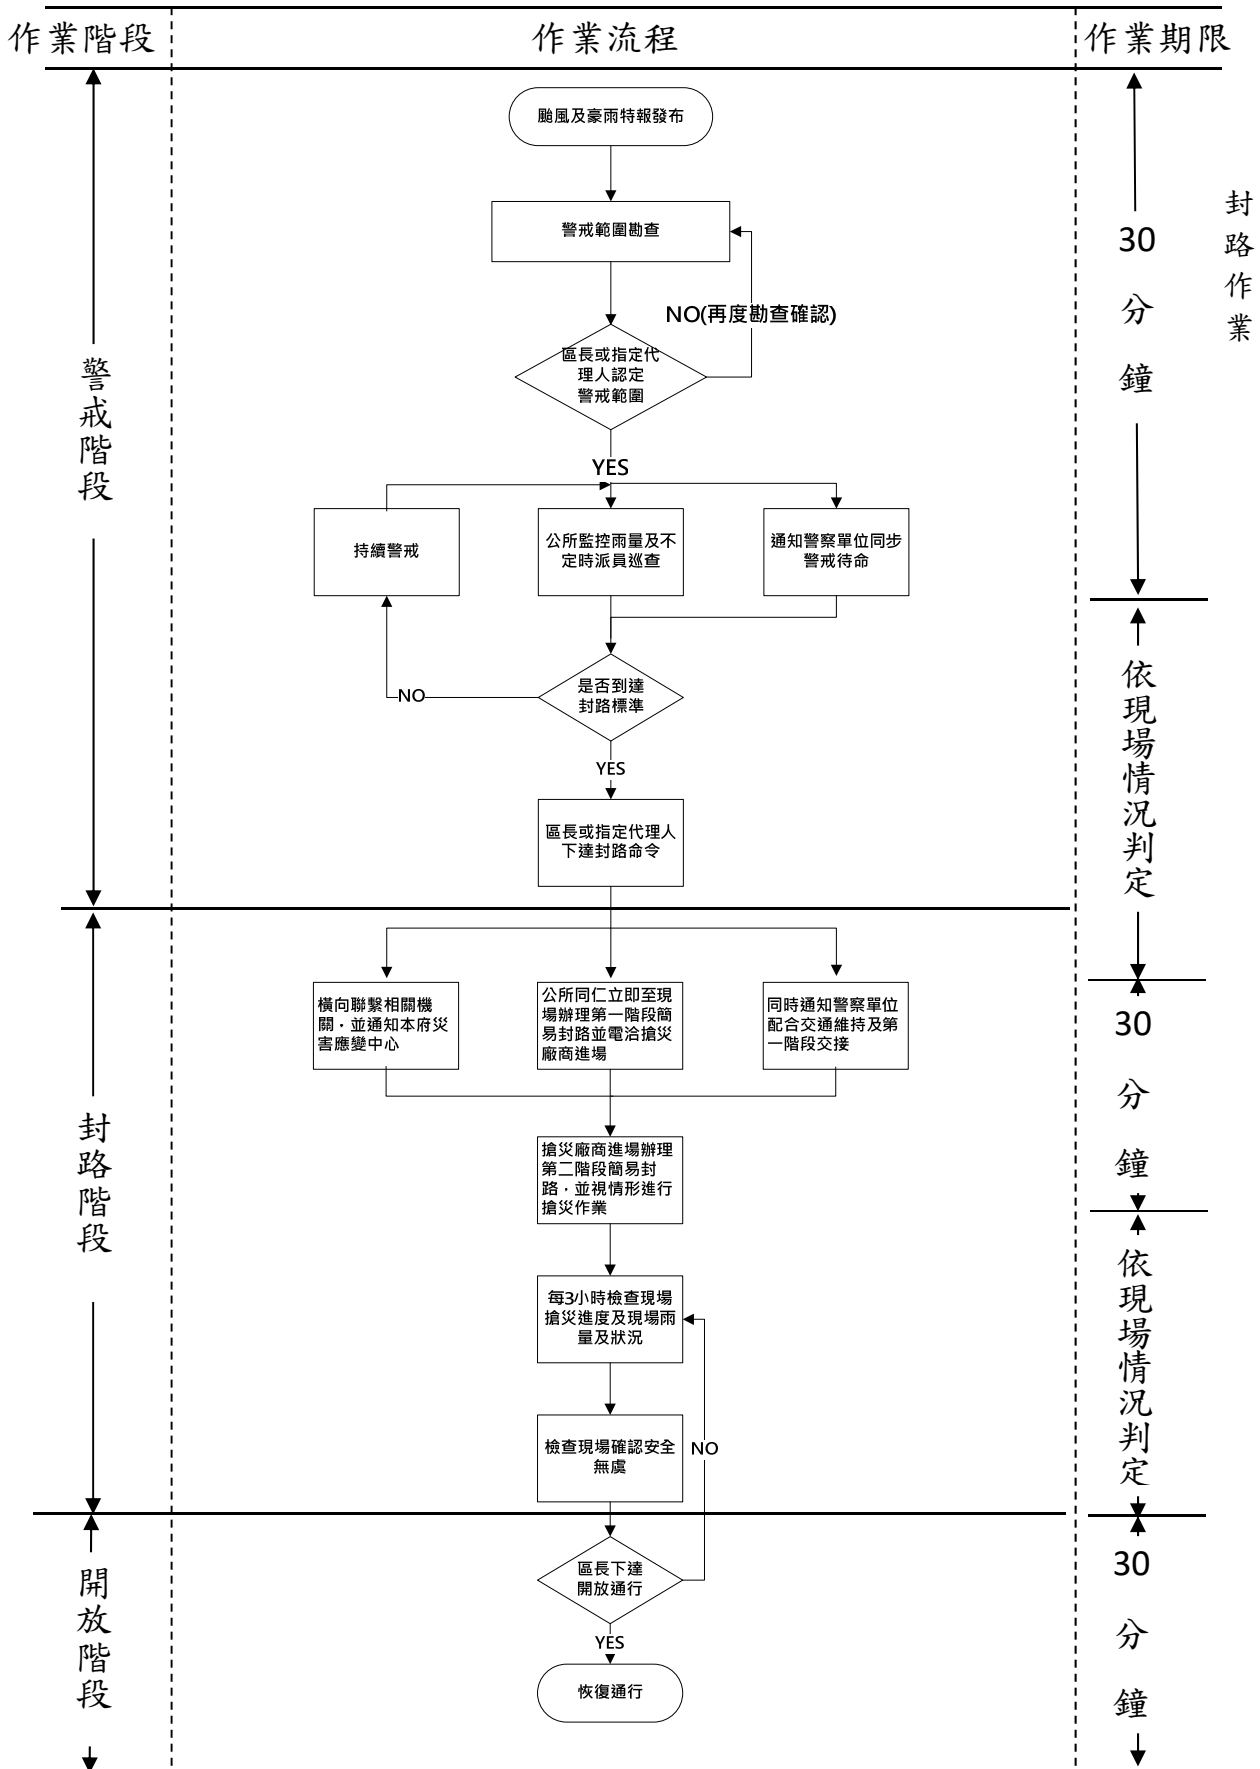 作業階段
作業流程
作業期限
封路作業
颱風及豪雨特報發布
警戒範圍勘查
NO(再度勘查確認)
區長或指定代
理人認定
警戒範圍
YES
警戒階段
30
分
鐘
持續警戒
公所監控雨量及不
定時派員巡查
通知警察單位同步
警戒待命
是否到達
封路標準
NO
YES
區長或指定代理人
下達封路命令
依現場情況判定
封路階段
橫向聯繫相關機
關，並通知本府災
害應變中心
公所同仁立即至現
場辦理第一階段簡
易封路並電洽搶災
廠商進場
同時通知警察單位
配合交通維持及第
一階段交接
30
分
鐘
搶災廠商進場辦理
第二階段簡易封
路，並視情形進行
搶災作業
每3小時檢查現場
搶災進度及現場雨
量及狀況
檢查現場確認安全
無虞
NO
依現場情況判定
開放階段
區長下達
開放通行
YES
恢復通行
30
分
鐘